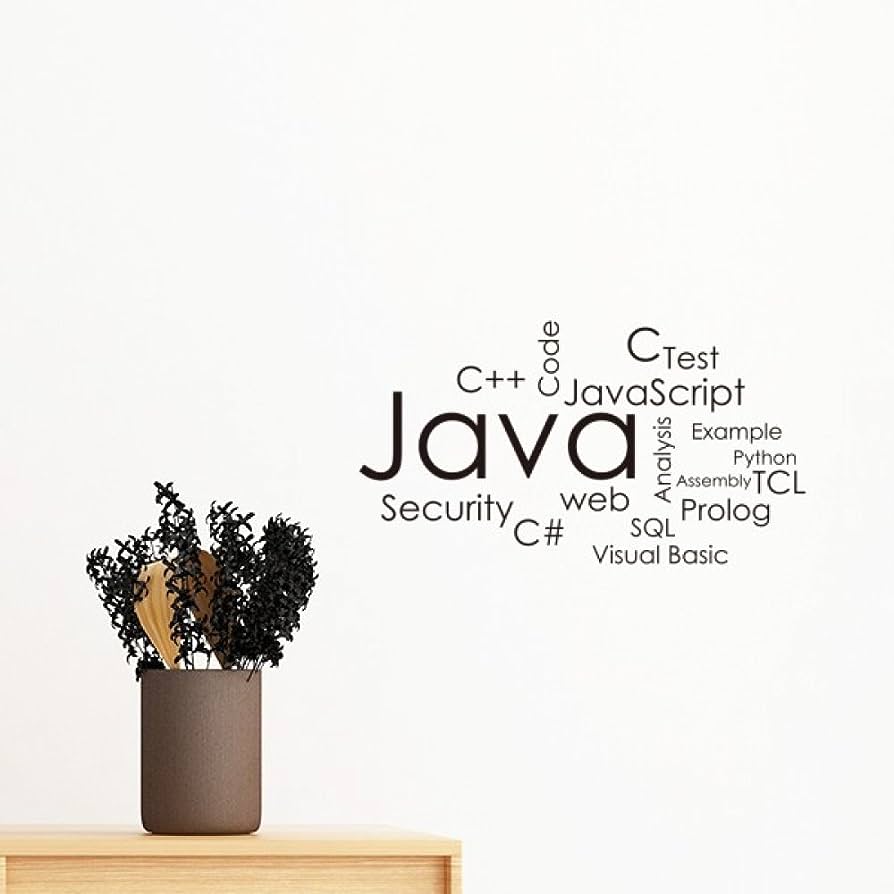 Code
C
Test
C++
JavaScript
Java
Analysis
Example
Python
Assembly
TCL
Security
web
Prolog
C#
SQL
Visual Basic